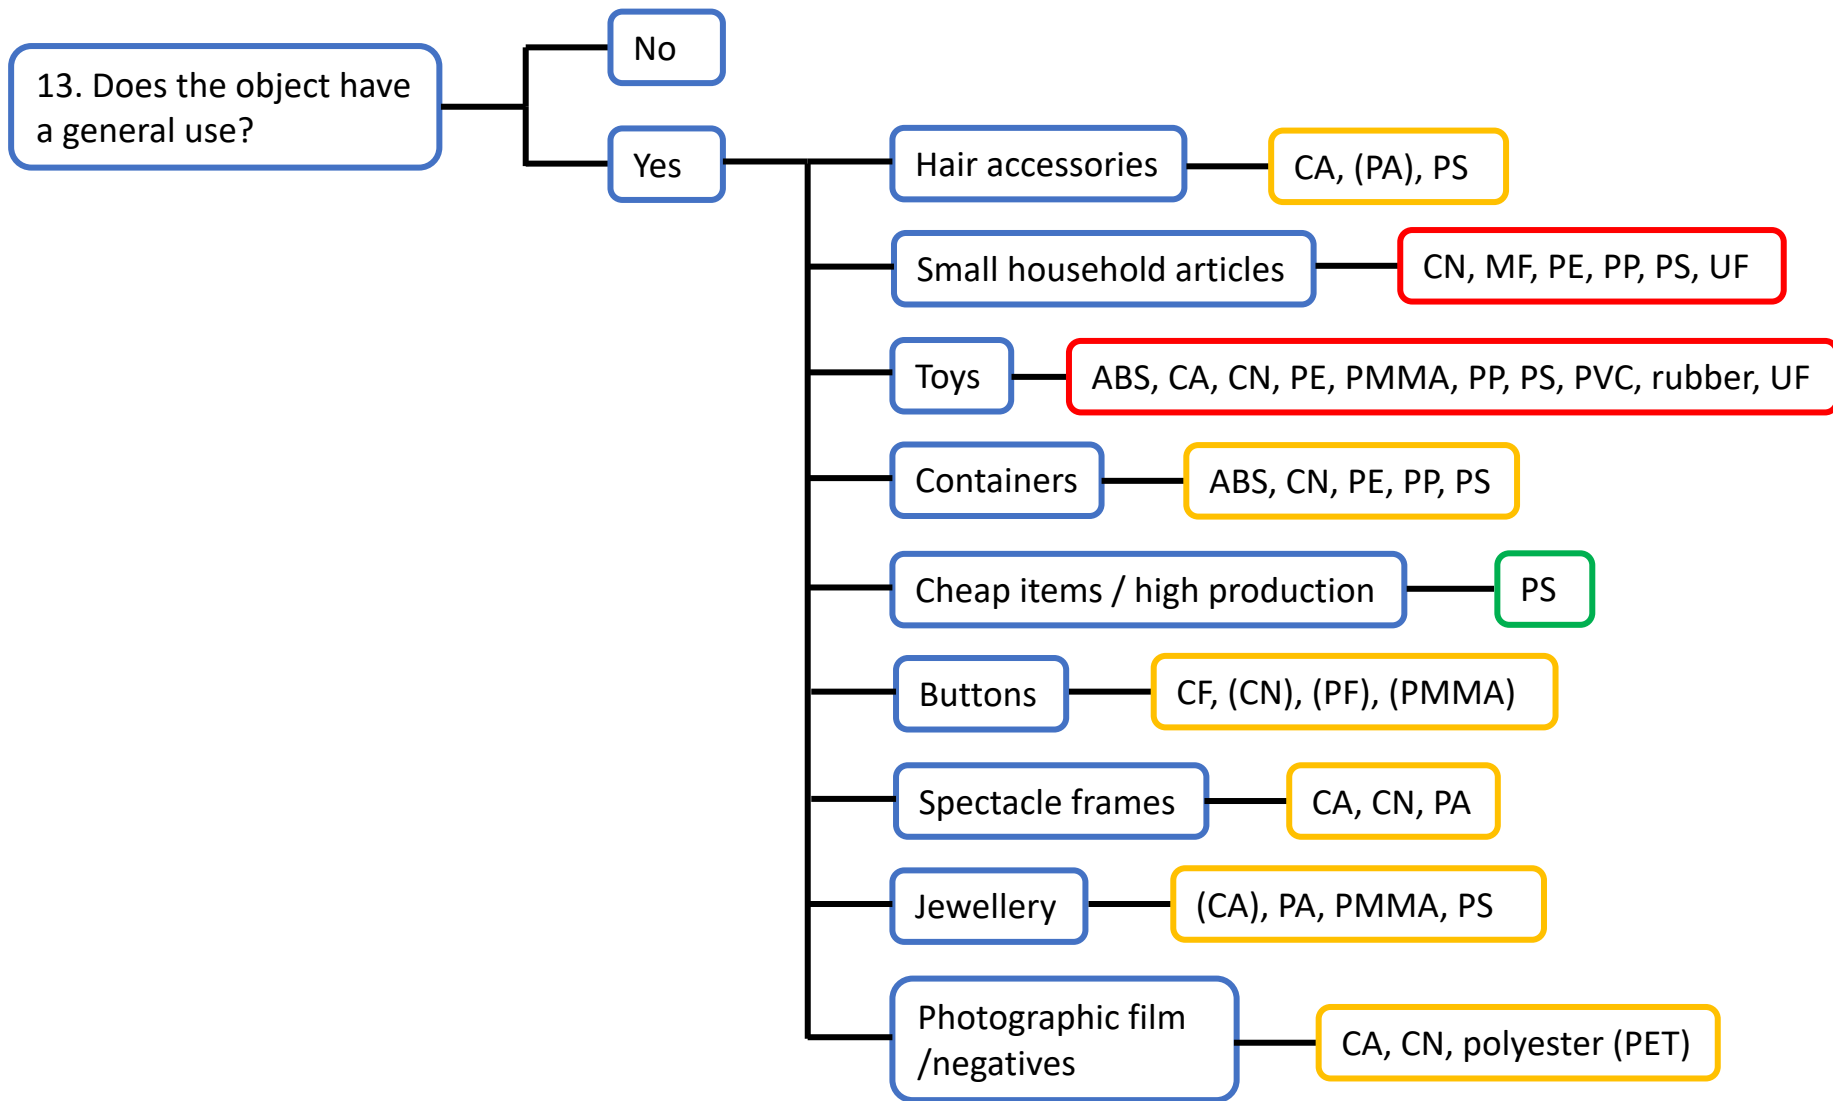 13. Does the object have
a general use?
No
Yes
Hair accessories
CA, (PA), PS
Small household articles
CN, MF, PE, PP, PS, UF
Toys
ABS, CA, CN, PE, PMMA, PP, PS, PVC, rubber, UF
Containers
ABS, CN, PE, PP, PS
Cheap items / high production
PS
Buttons
CF, (CN), (PF), (PMMA)
Spectacle frames
CA, CN, PA
Jewellery
(CA), PA, PMMA, PS
Photographic film
/negatives
CA, CN, polyester (PET)